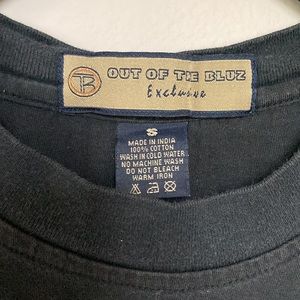 B OUT OF THE BLUZ
Exclusive
S
MADE IN INDIA
100% COTTON
WASH IN COLD WATER
NO MACHINE WASH
DO NOT BLEACH
WARM IRON